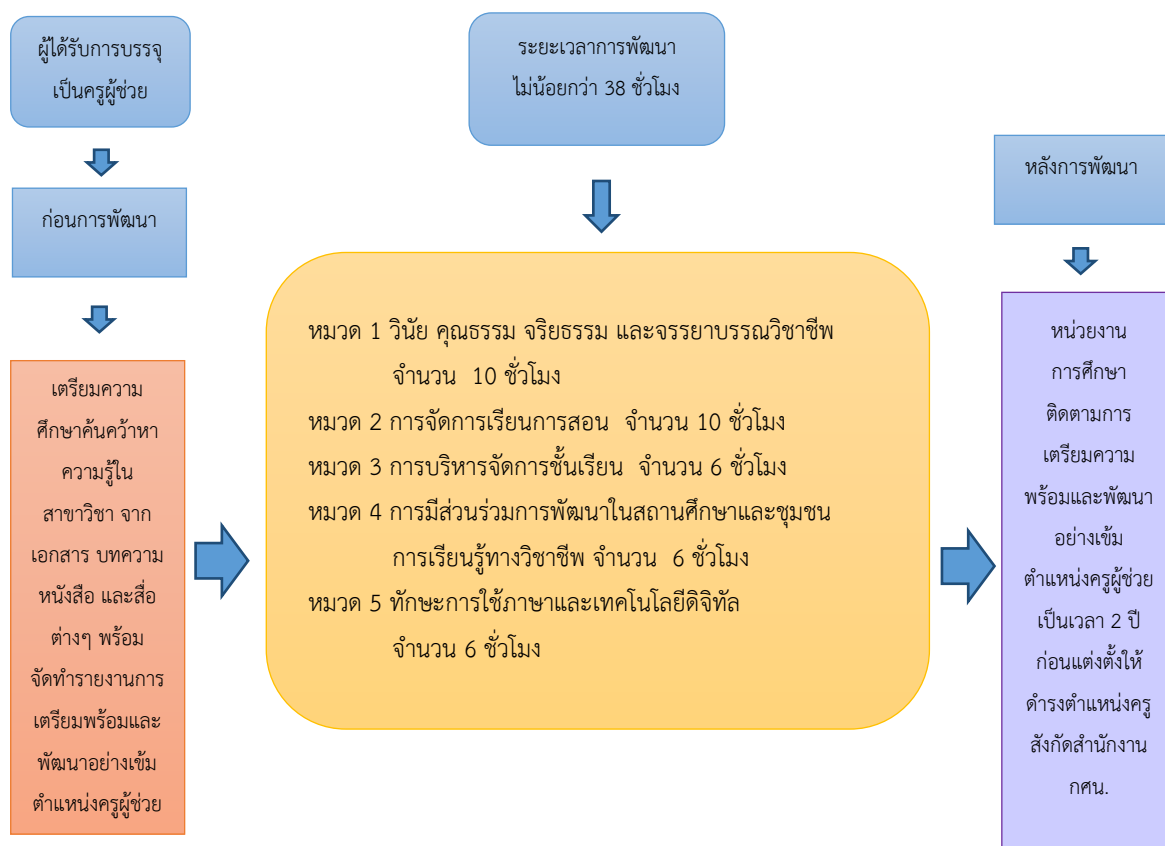 ผู้ได้รับการบรรจุ
เป็นครูผู้ช่วย
ก่อนการพัฒนา
เตรียมความ
ศึกษาค้นคว้าหา
ความรู้ใน
สาขาวิชา จาก
เอกสาร บทความ
หนังสือ และสื่อ
ต่างๆ พร้อม
จัดทำรายงานการ
เตรียมพร้อมและ
พัฒนาอย่างเข้ม
ตำแหน่งครูผู้ช่วย
ระยะเวลาการพัฒนา
ไม่น้อยกว่า 38 ชั่วโมง
หมวด 1 วินัย คุณธรรม จริยธรรม และจรรยาบรรณวิชาชีพ
จำนวน 10 ชั่วโมง
หมวด 2 การจัดการเรียนการสอน จำนวน 10 ชั่วโมง
หมวด 3 การบริหารจัดการชั้นเรียน จำนวน 6 ชั่วโมง
หมวด 4 การมีส่วนร่วมการพัฒนาในสถานศึกษาและชุมชน
การเรียนรู้ทางวิชาชีพ จำนวน 6 ชั่วโมง
หมวด 5 ทักษะการใช้ภาษาและเทคโนโลยีดิจิทัล
จำนวน 6 ชั่วโมง
หลังการพัฒนา
หน่วยงาน
การศึกษา
ติดตามการ
เตรียมความ
พร้อมและพัฒนา
อย่างเข้ม
ตำแหน่งครูผู้ช่วย
เป็นเวลา 2 ปี
ก่อนแต่งตั้งให้
ดำรงตำแหน่งครู
สังกัดสำนักงาน
กศน.